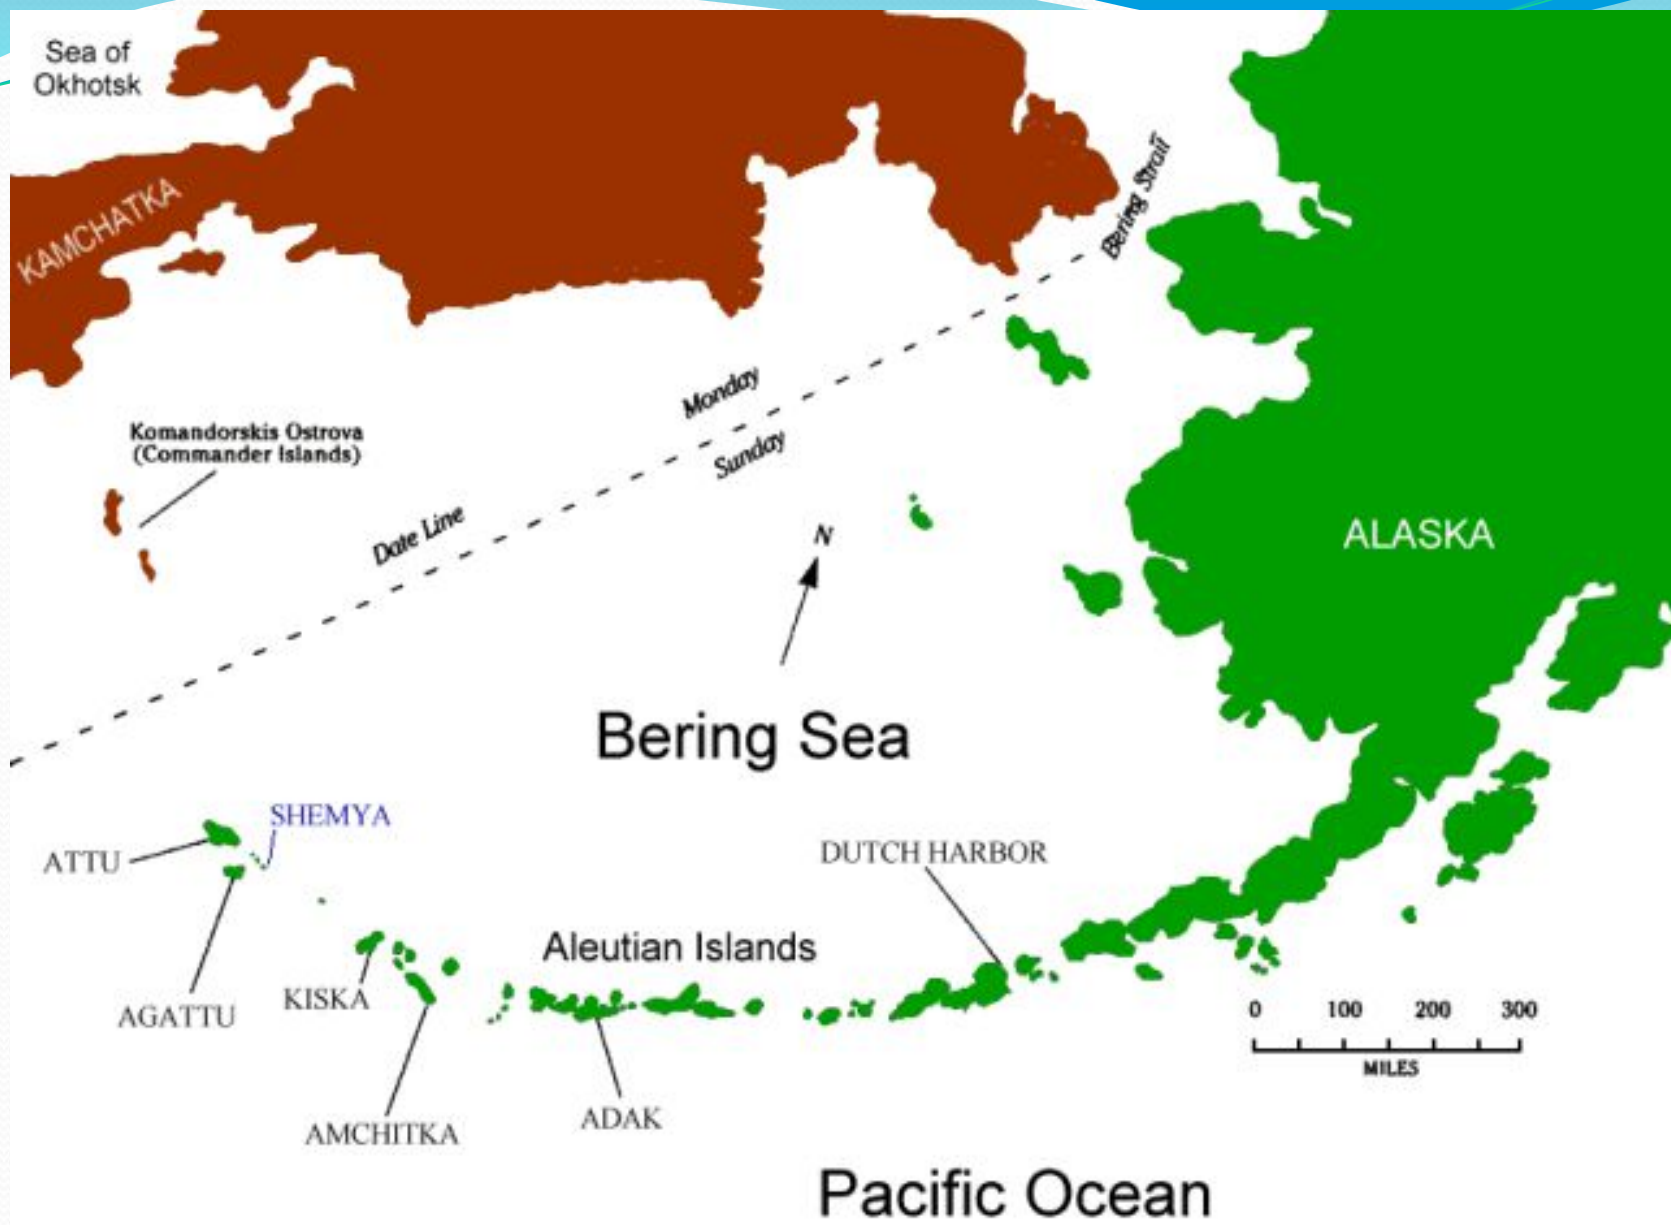 Sea of
Okhotsk
KAMCHATKA
Bering Strait
Monday
Sunday
Komandorskis Ostrova
(Commander Islands)
Date Line
N
ALASKA
Bering Sea
SHEMYA
ATTU
DUTCH HARBOR
Aleutian Islands
AGATTU
KISKA
0 100 200 300
MILES
AMCHITKA
ADAK
Pacific Ocean